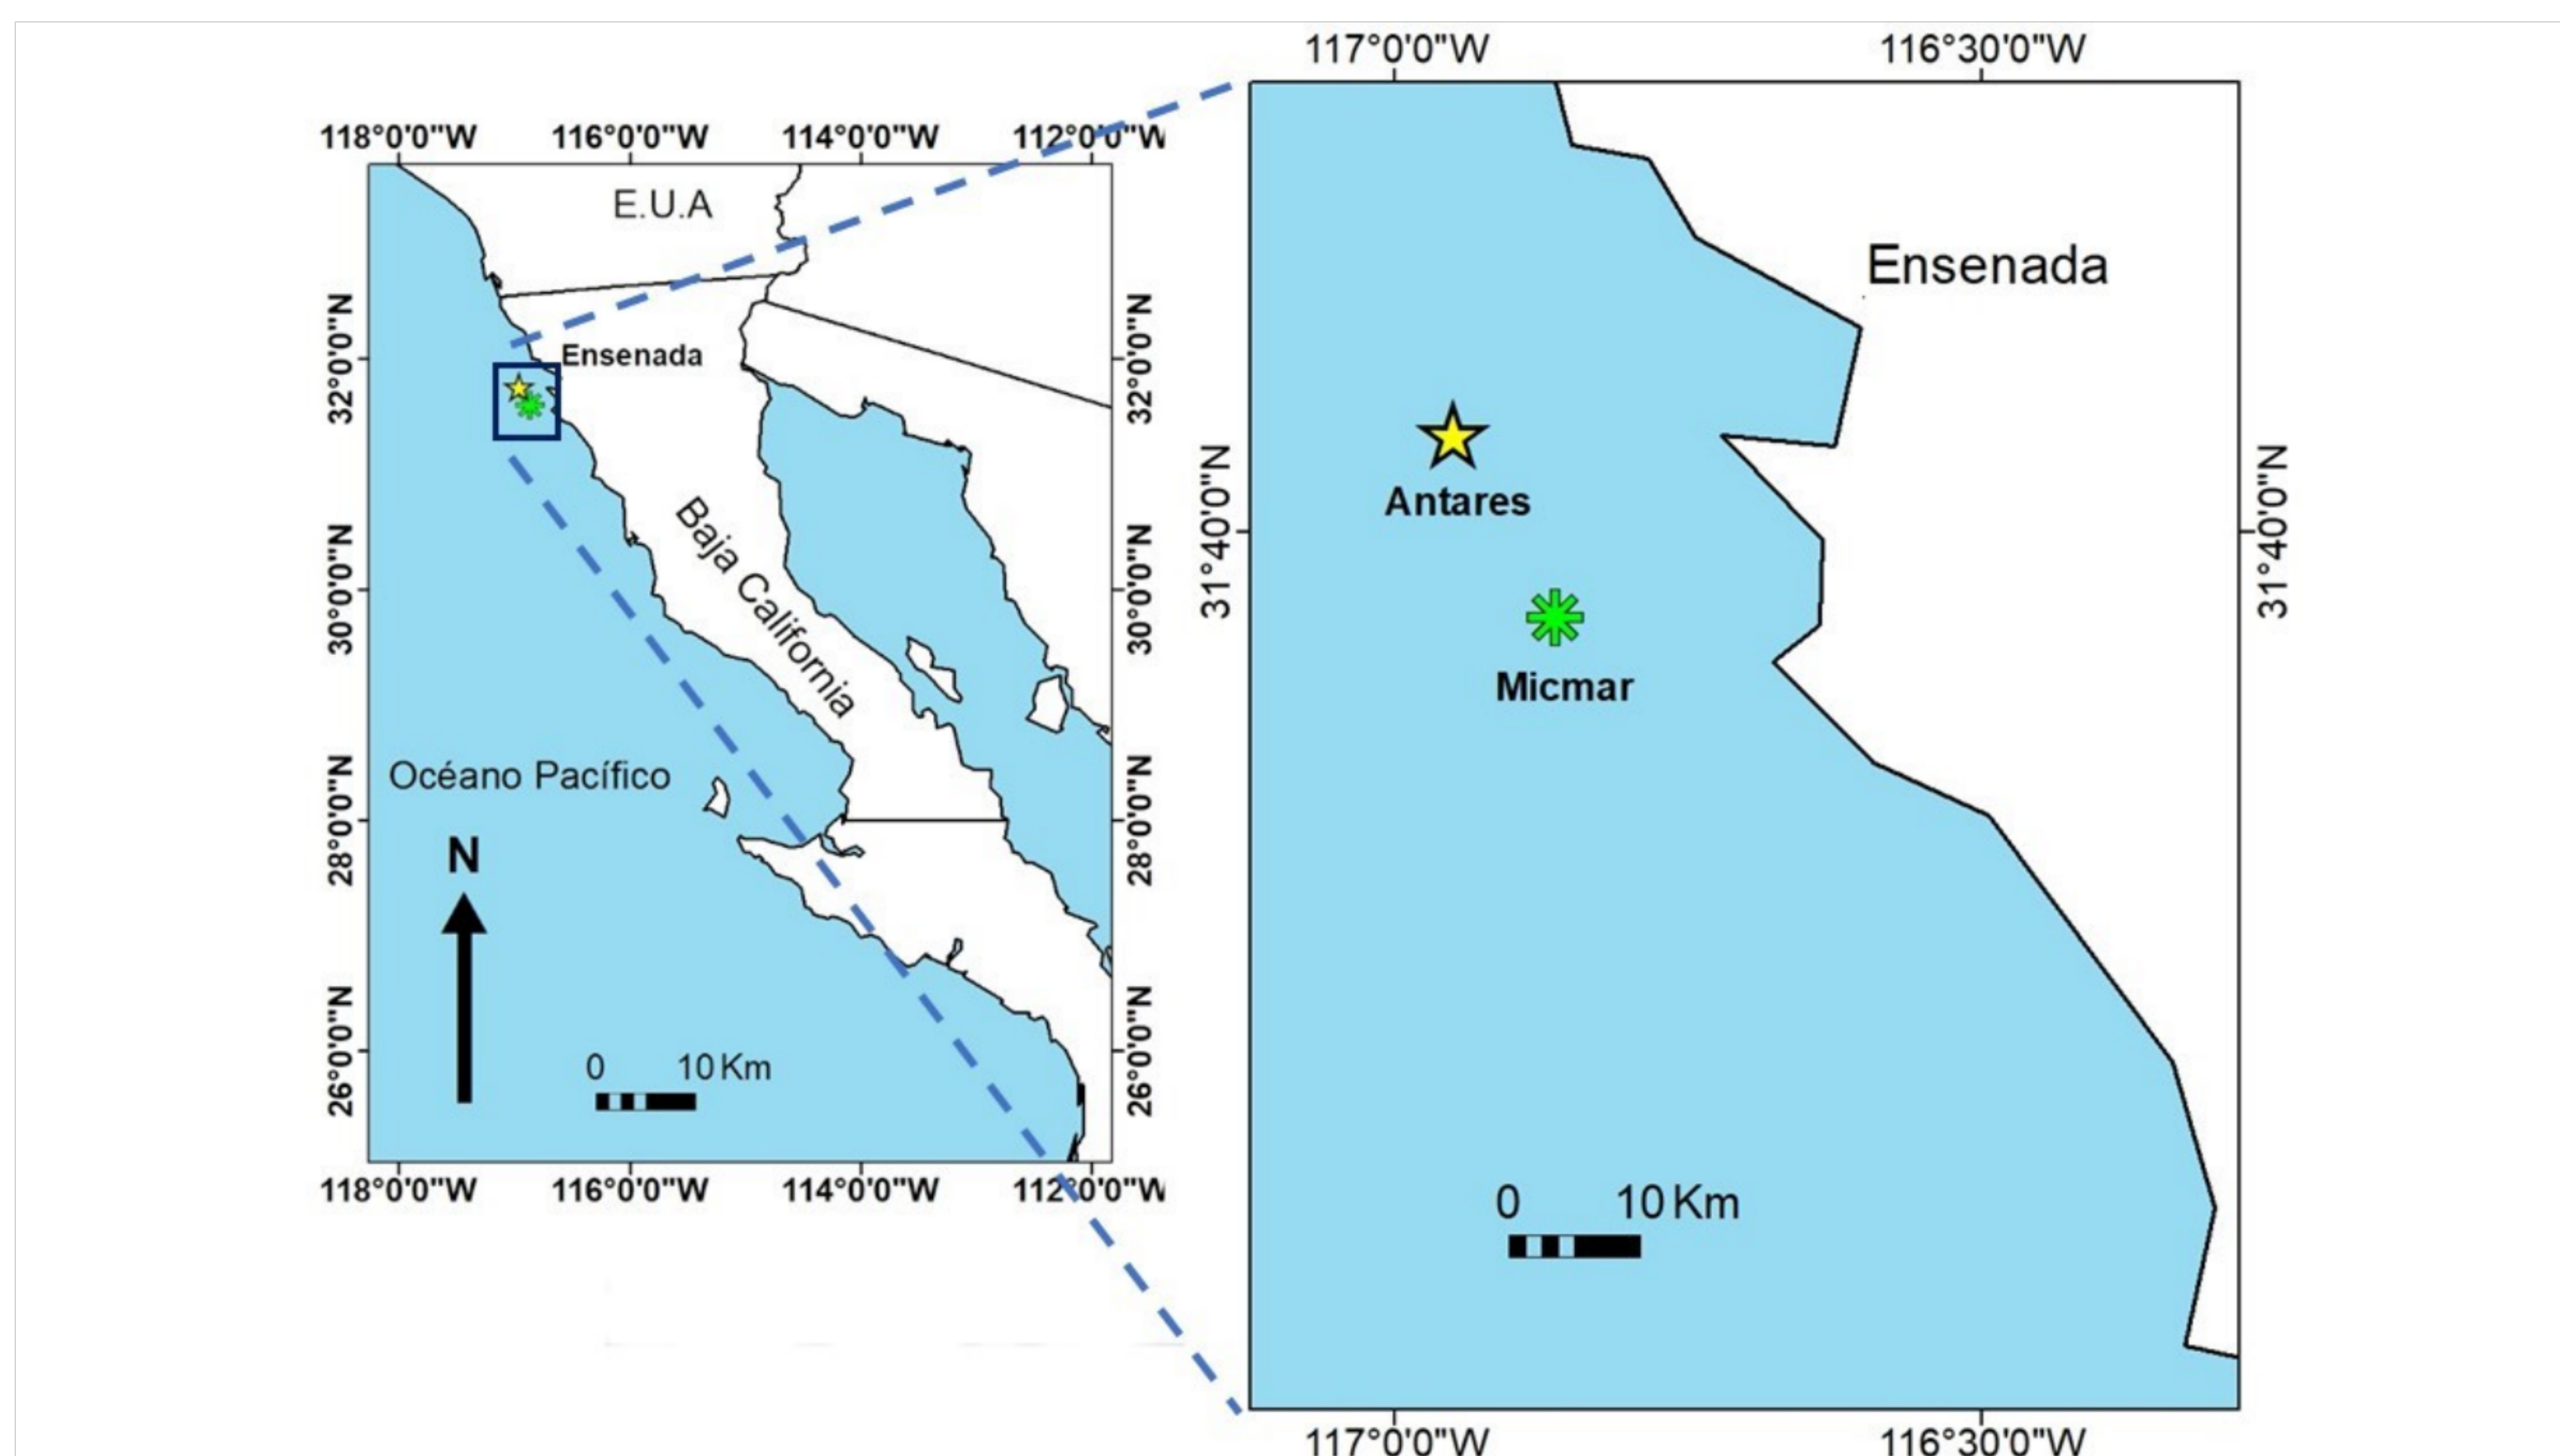 117°0'0"W 116°30'0"W
118°0'0"W 116°0'0"W 114°0'0"W 112°0'0"W
E.U.A
Ensenada
32°0'0"N
32°0'0"N
Ensenada
Antares
31°40'0"N
31°40'0"N
Micmar
30°0'0"N
30°0'0"N
Baja California
Océano Pacífico
28°0'0"N
28°0'0"N
N
26°0'0"N
26°0'0"N
0 10 Km
118°0'0"W 116°0'0"W 114°0'0"W 112°0'0"W
0 10 Km
117°0'0"W 116°30'0"W